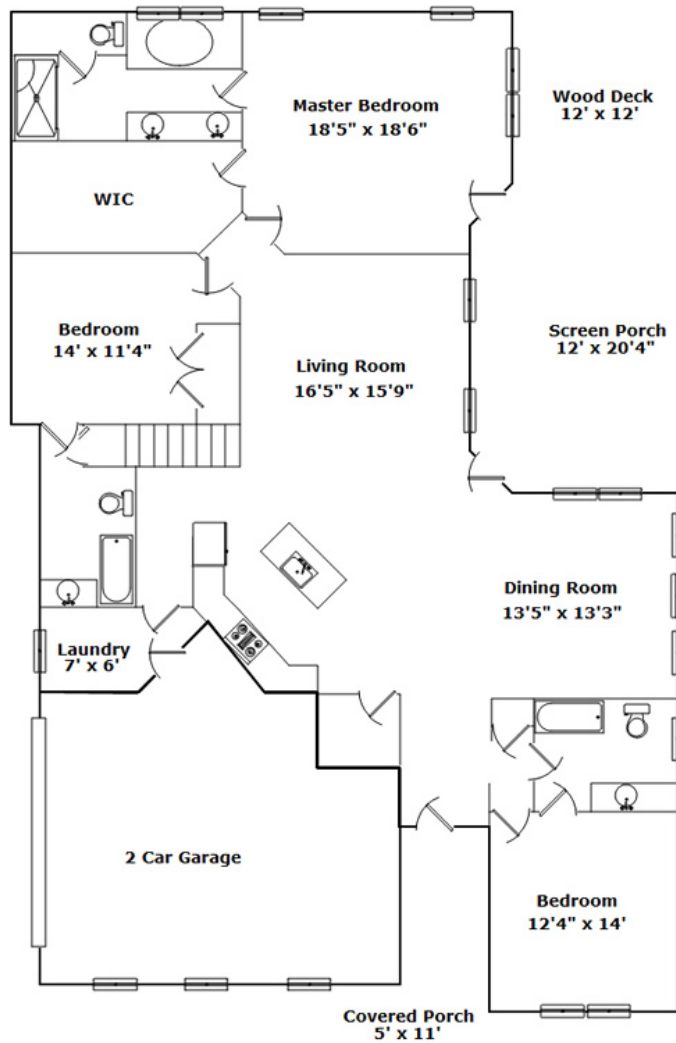 Master Bedroom
18'5" x 18'6"
Wood Deck
12' x 12'
WIC
Bedroom
14' x 11'4"
Living Room
16'5" x 15'9"
Screen Porch
12' x 20'4"
Dining Room
13'5" x 13'3"
Laundry
7' x 6'
2 Car Garage
Bedroom
12'4" x 14'
Covered Porch
5' x 11'